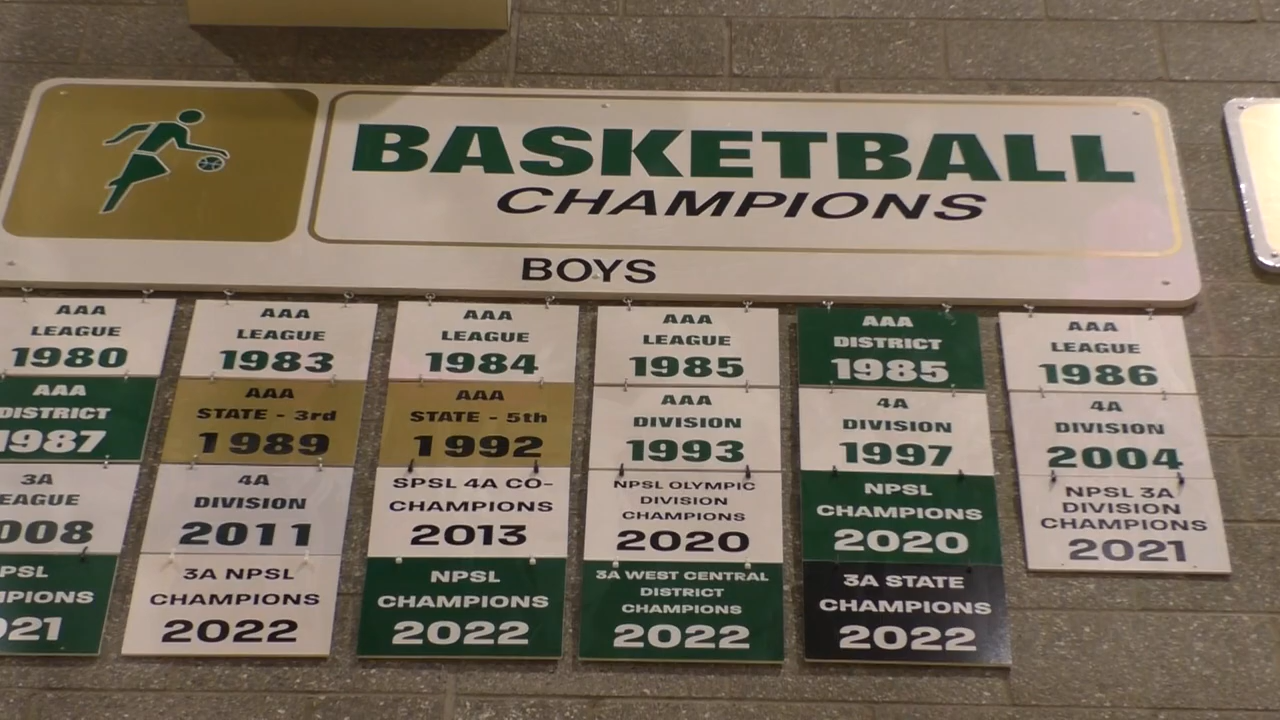 BASKETBALL
CHAMPIONS
BOYS
AAA
LEAGUE
1980
AAA
LEAGUE
1983
AAA
LEAGUE
1984
AAA
LEAGUE
1985
AAA
DISTRICT
1985
AAA
LEAGUE
1986
AAA
DISTRICT
1987
AAA
STATE - 3rd
1989
AAA
STATE - 5th
1992
AAA
DIVISION
1993
4A
DIVISION
1997
4A
DIVISION
2004
3A
4A
DIVISION
2011
SPSL 4A CO-
CHAMPIONS
2013
NPSL OLYMPIC
DIVISION
CHAMPIONS
2020
NPSL
CHAMPIONS
2020
NPSL 3A
DIVISION
CHAMPIONS
2021
3A NPSL
CHAMPIONS
2022
NPSL
CHAMPIONS
2022
3A WEST CENTRAL
DISTRICT
CHAMPIONS
2022
3A STATE
CHAMPIONS
2022